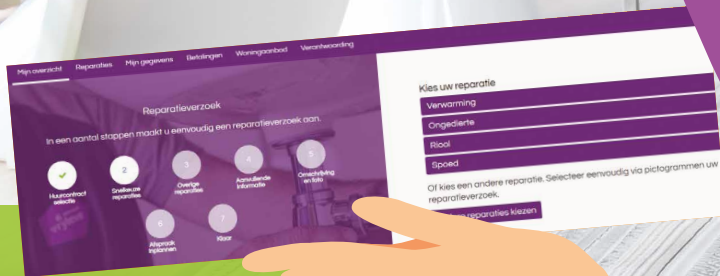 Mijn overzicht Reparaties Mijn gegevens Betalingen Woningaanbod Verantwoording
Reparatieverzoek
In een aantal stappen maakt u eenvoudig een reparatieverzoek aan.
2
3
4
5
Huurcontract
selectie
Snelkeuze
reparaties
Overige
reparaties
Aanvullende
informatie
Omschrijving
en foto
6
7
Afspraak
inplannen
Klaar
Kies uw reparatie
Verwarming
Ongedierte
Riool
Spoed
Of kies een andere reparatie. Selecteer eenvoudig via pictogrammen uw
reparatieverzoek.
reparaties kiezen